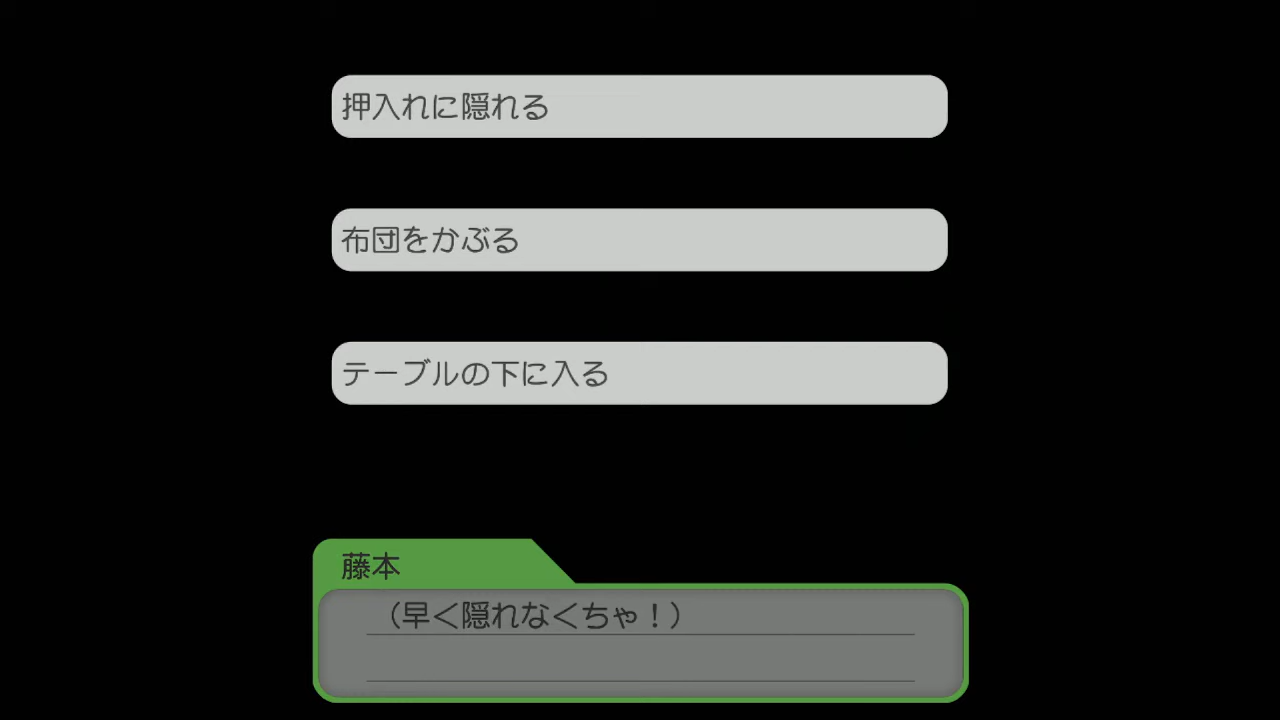 押入れに隠れる
布団をかぶる
テーブルの下に入る
藤本
（早く隠れなくちゃ！）